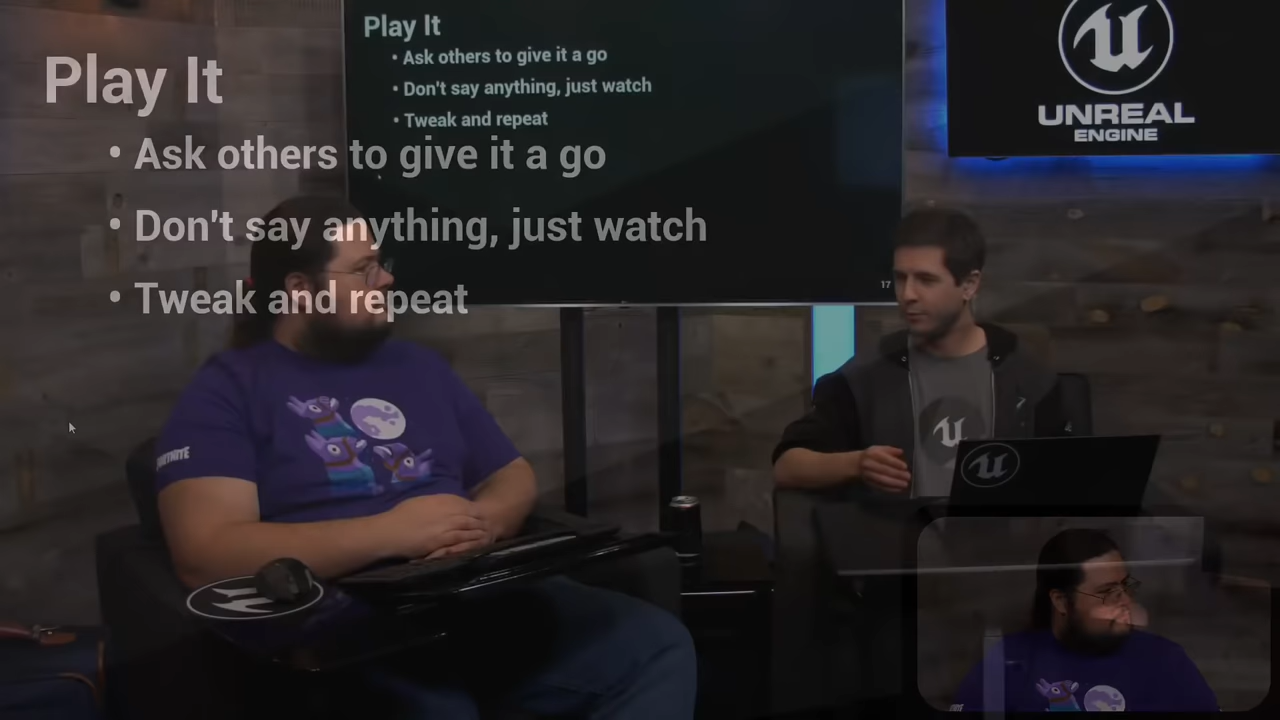 Play It
• Ask others to give it a go
• Don't say anything, just watch
• Tweak and repeat
17
UNREAL
ENGINE
Play It
• Ask others to give it a go
• Don't say anything, just watch
• Tweak and repeat
FORTNITE